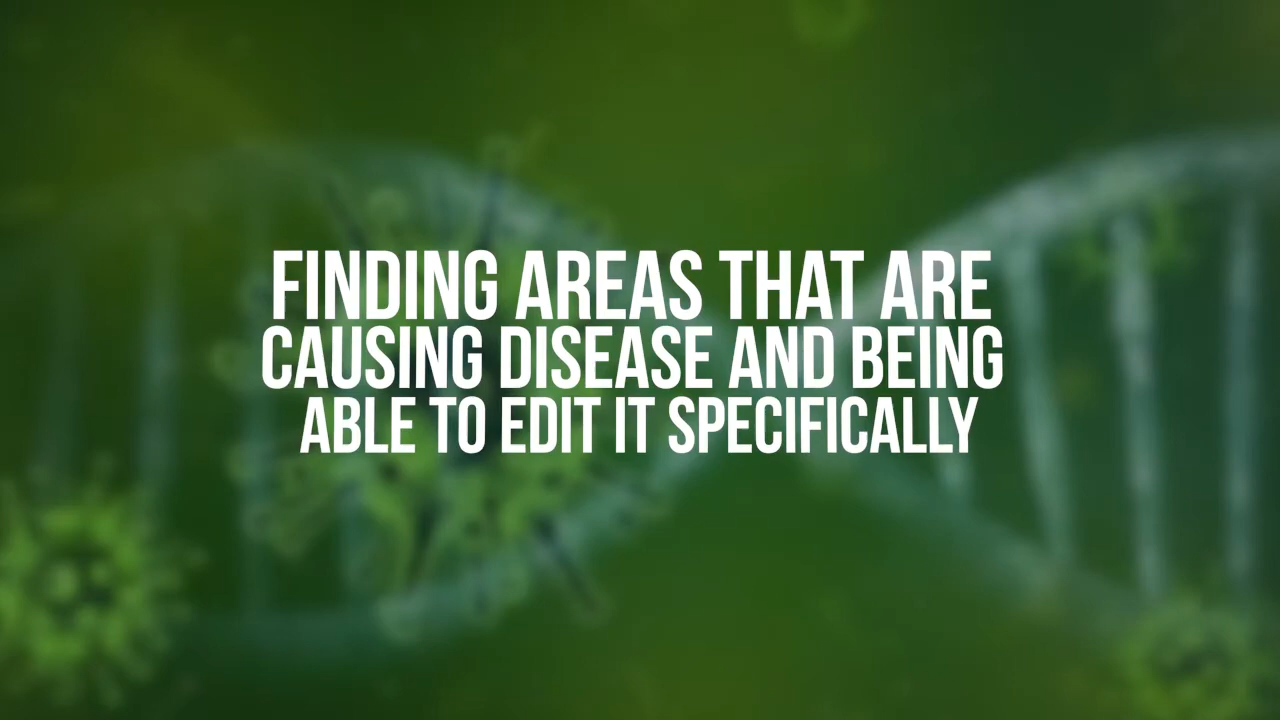 FINDING AREAS THAT ARE
CAUSING DISEASE AND BEING
ABLE TO EDIT IT SPECIFICALLY